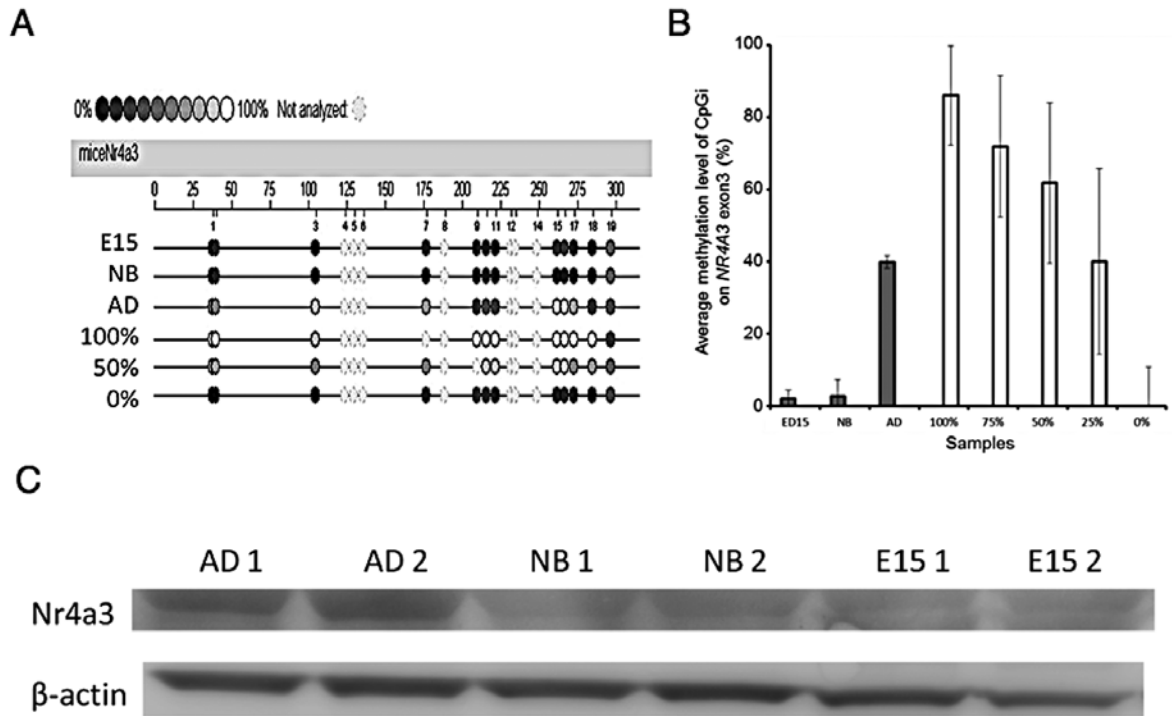 A
0% 100% Not analyzed:
miceNr4a3
0 25 50 75 100 125 150 175 200 225 250 275 300
1 3 4 5 6 7 8 9 11 12 14 15 17 18 19
E15
NB
AD
100%
50%
0%
B
Average methylation level of CpGi
on NR4A3 exon3 (%)
100
80
60
40
20
0
ED15 NB AD 100% 75% 50% 25% 0%
Samples
C
AD 1 AD 2 NB 1 NB 2 E15 1 E15 2
Nr4a3
β-actin